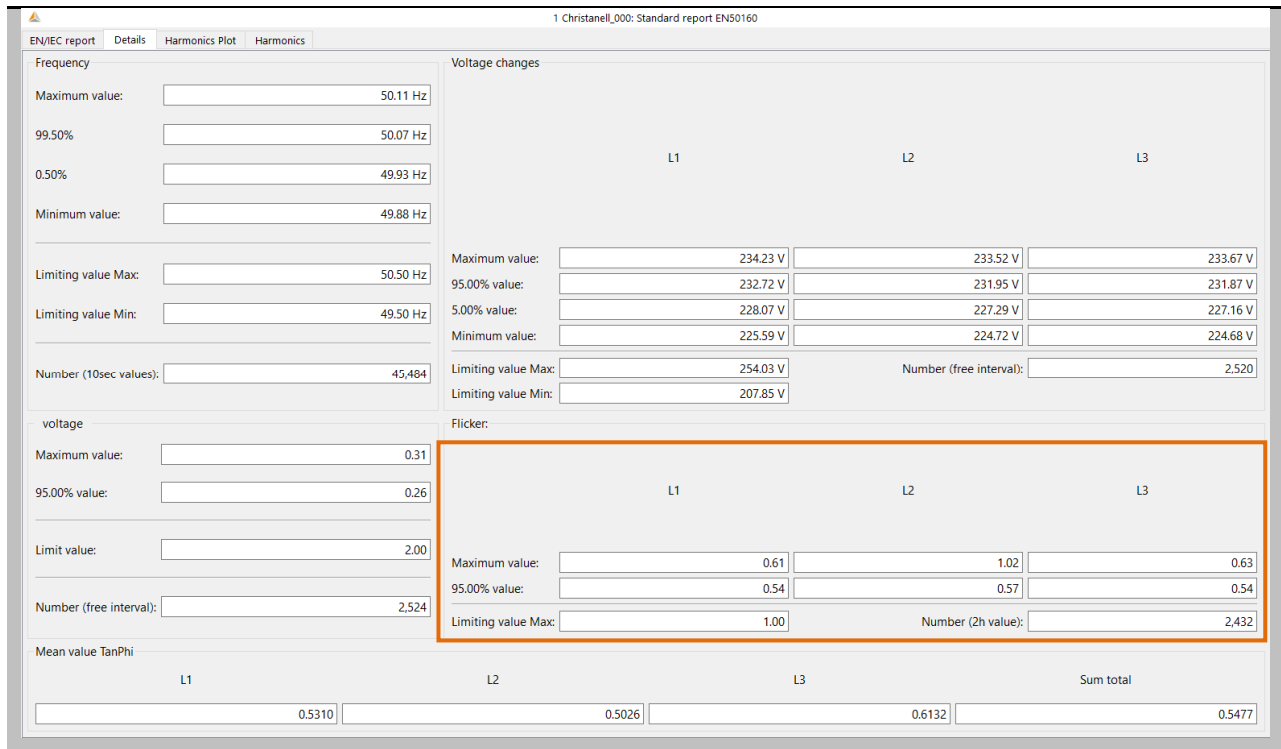 1 Christanell_000: Standard report EN50160
EN/IEC report Details Harmonics Plot Harmonics
Frequency
Maximum value: 50.11 Hz
99.50% 50.07 Hz
0.50% 49.93 Hz
Minimum value: 49.88 Hz
Limiting value Max: 50.50 Hz
Limiting value Min: 49.50 Hz
Number (10sec values): 45,484
Voltage changes
L1 L2 L3
Maximum value: 234.23 V 233.52 V 233.67 V
95.00% value: 232.72 V 231.95 V 231.87 V
5.00% value: 228.07 V 227.29 V 227.16 V
Minimum value: 225.59 V 224.72 V 224.68 V
Limiting value Max: 254.03 V Number (free interval): 2,520
Limiting value Min: 207.85 V
voltage
Maximum value: 0.31
95.00% value: 0.26
Limit value: 2.00
Number (free interval): 2,524
Flicker:
L1 L2 L3
Maximum value: 0.61 1.02 0.63
95.00% value: 0.54 0.57 0.54
Limiting value Max: 1.00 Number (2h value): 2,432
Mean value TanPhi
L1 L2 L3 Sum total
0.5310 0.5026 0.6132 0.5477